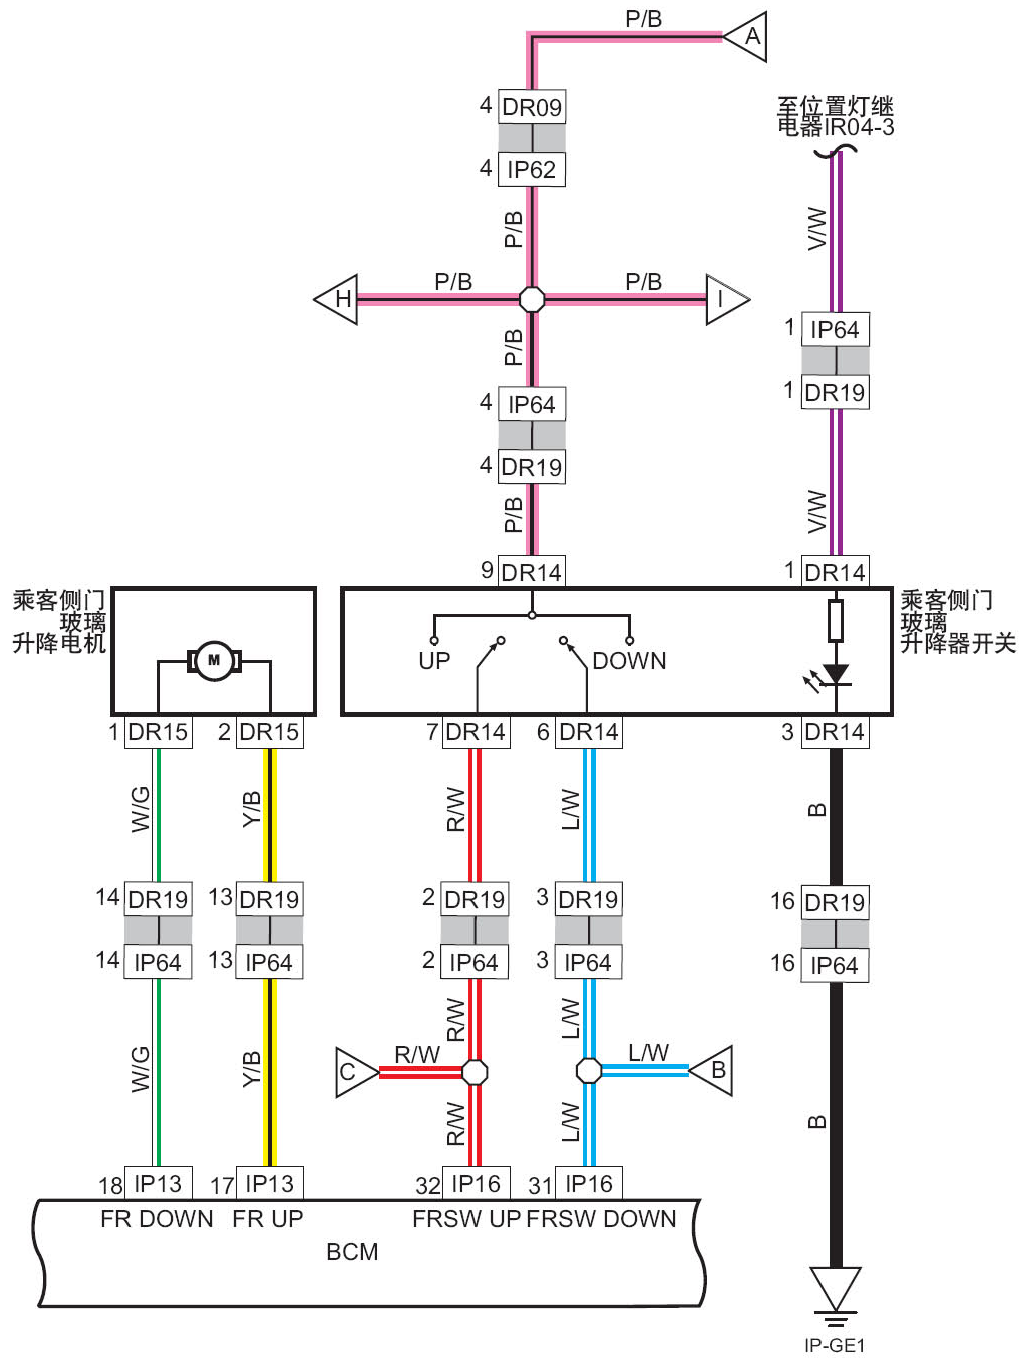 P/B
A
至位置灯继
电器IR04-3
4 DR09
4 IP62
P/B
V/W
H
P/B
P/B
I
P/B
1 IP64
1 DR19
4 IP64
4 DR19
P/B
V/W
9 DR14
1 DR14
乘客侧门
玻璃
升降电机
M
UP
DOWN
乘客侧门
玻璃
升降器开关
1 DR15
2 DR15
7 DR14
6 DR14
3 DR14
W/G
Y/B
R/W
L/W
B
14 DR19
13 DR19
2 DR19
3 DR19
16 DR19
14 IP64
13 IP64
2 IP64
3 IP64
16 IP64
R/W
L/W
C
R/W
L/W
B
W/G
Y/B
R/W
L/W
B
18 IP13
17 IP13
32 IP16
31 IP16
FR DOWN
FR UP
FRSW UP
FRSW DOWN
BCM
IP-GE1